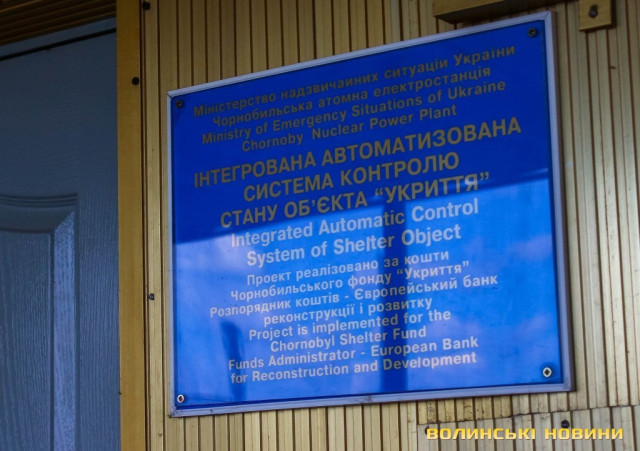 Міністерство надзвичайних ситуацій України
Чорнобильська атомна електростанція
Ministry of Emergency Situations of Ukraine
Chornoby Nuclear Power Plant
ІНТЕГРОВАНА АВТОМАТИЗОВАНА
СИСТЕМА КОНТРОЛЮ
СТАНУ ОБ'ЄКТА "УКРИТТЯ"
Integrated Automatic Control
System of Shelter Object
Проект реалізовано за кошти
Чорнобильського фонду "Укриття"
Розпорядник коштів - Європейський банк
реконструкції і розвитку
Project is implemented for the
Chornobyl Shelter Fund
Funds Administrator - European Bank
for Reconstruction and Development
ВОЛИНСЬКІ НОВИНИ